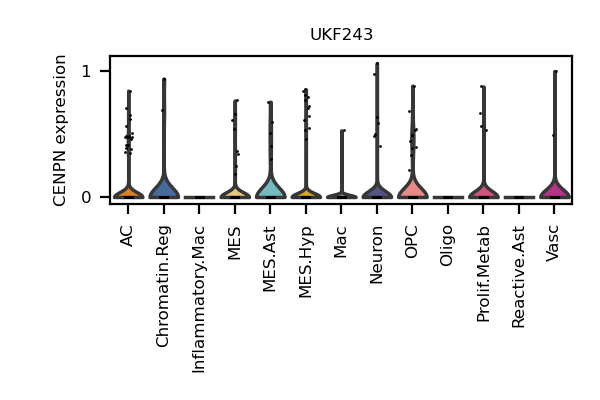 UKF243
CENPN expression
1
0
AC
Chromatin.Reg
Inflammatory.Mac
MES
MES.Ast
MES.Hyp
Mac
Neuron
OPC
Oligo
Prolif.Metab
Reactive.Ast
Vasc